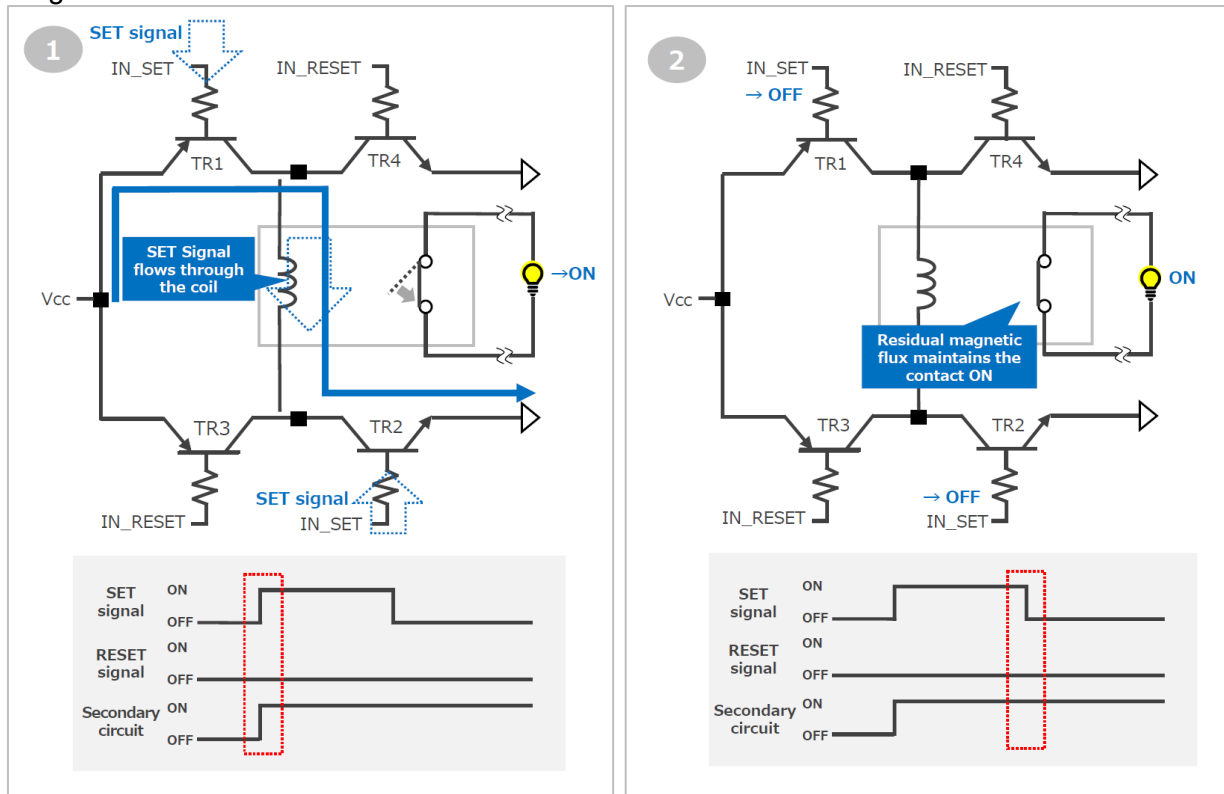 1
SET signal
IN_SET
IN_RESET
TR1
TR4
SET Signal
flows through
the coil
→ON
Vcc
TR3
TR2
SET signal
IN_RESET
IN_SET
SET
signal
ON
OFF
RESET
signal
ON
OFF
Secondary
circuit
ON
OFF
2
IN_SET
→ OFF
IN_RESET
TR1
TR4
Vcc
ON
Residual magnetic
flux maintains the
contact ON
TR3
TR2
→ OFF
IN_RESET
IN_SET
SET
signal
ON
OFF
RESET
signal
ON
OFF
Secondary
circuit
ON
OFF